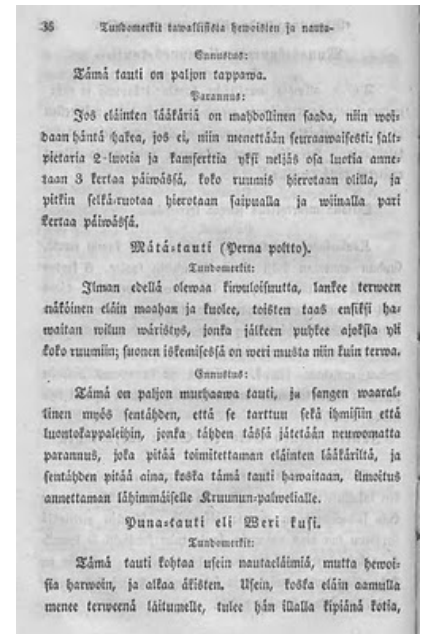 36 Tundomerkit tawallisista hewoisten ja nauta-
Ennustus:
Tämä tauti on paljon tappawa.
Parannus:
Jos eläinten lääkäriä on mahdollinen saada, niin woi-
daan häntä hakea, jos ei, niin menettään seuraawaisesti: salt-
pietaria 2-luotia ja kamferttia yksi neljäs osa luotia anne-
taan 3 kertaa päiwässä, koko ruumis hierotaan olilla, ja
pitkin selkä-ruotaa hierotaan saipualla ja wiinalla pari
kertaa päiwässä.
Mätä-tauti (Perna poltto).
Tundomerkit:
Ilman edellä olewaa kiwuloisuutta, lankee terween
näköinen eläin maahan ja kuolee, toisten taas ensiksi ha-
waitan wilun wäristys, jonka jälkeen puhkee ajoksia yli
koko ruumiin; suonen iskemisessä on weri musta niin kuin terwa.
Ennustus:
Tämä on paljon murhaawa tauti, ja sangen waaral-
linen myös sentähden, että se tarttuu sekä ihmisiin että
luontokappaleihin, jonka tähden tässä jätetään neuwomatta
parannus, joka pitää toimitettaman eläinten lääkäriltä, ja
sentähden pitää aina, koska tämä tauti hawaitaan, ilmoitus
annettaman lähimmäiselle Kruunun-palwelialle.
Puna-tauti eli Weri kusi.
Tundomerkit:
Tämä tauti kohtaa usein nautaeläimiä, mutta hewoi-
sia harwoin, ja alkaa äkisten. Usein, koska eläin aamulla
menee terweenä läitumelle, tulee hän illalla kipiänä kotia,